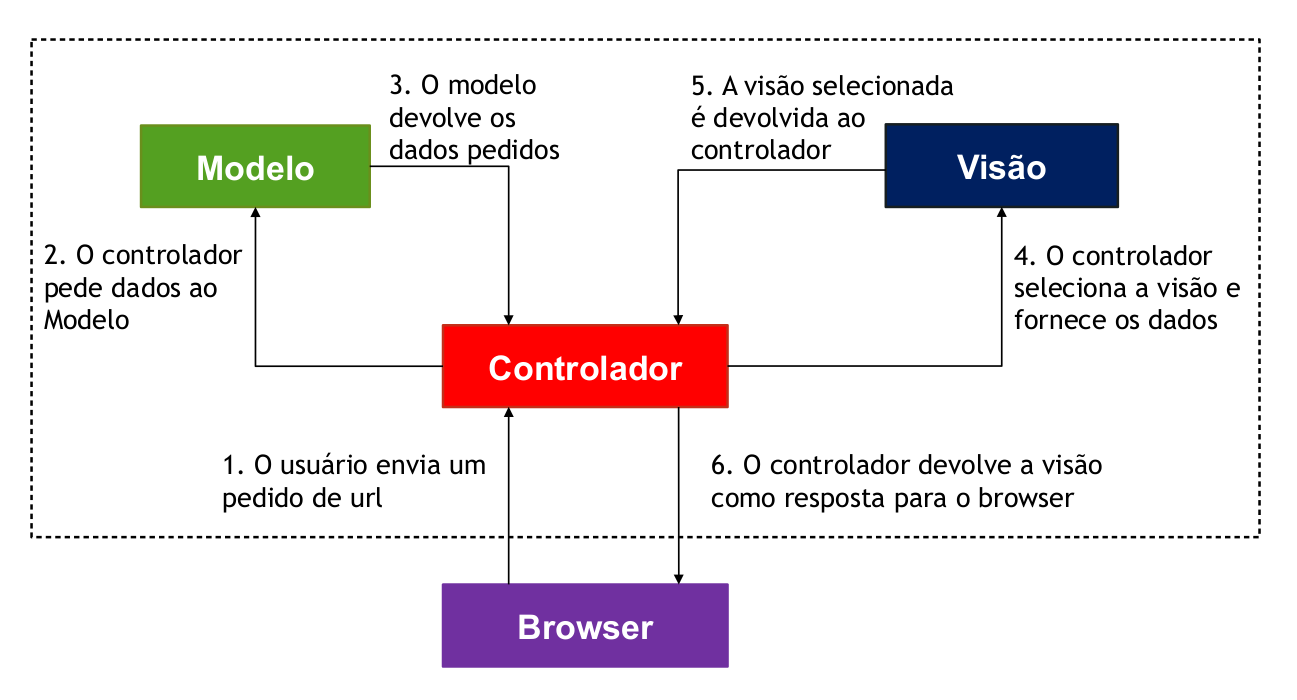 3. O modelo
devolve os
dados pedidos
5. A visão selecionada
é devolvida ao
controlador
Modelo
Visão
2. O controlador
pede dados ao
Modelo
4. O controlador
seleciona a visão e
fornece os dados
Controlador
1. O usuário envia um
pedido de url
6. O controlador devolve a visão
como resposta para o browser
Browser